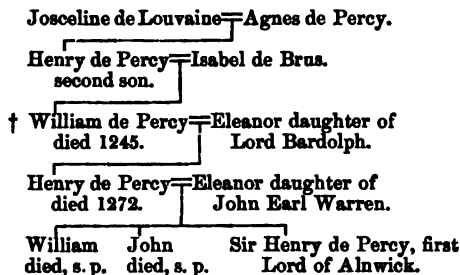 Josceline de Louvaine=Agnes de Percy.
Henry de Percy=Isabel de Brus.
second son.
† William de Percy=Eleanor daughter of
died 1245. Lord Bardolph.
Henry de Percy=Eleanor daughter of
died 1272. John Earl Warren.
William John Sir Henry de Percy, first
died, s. p. died, s. p. Lord of Alnwick.